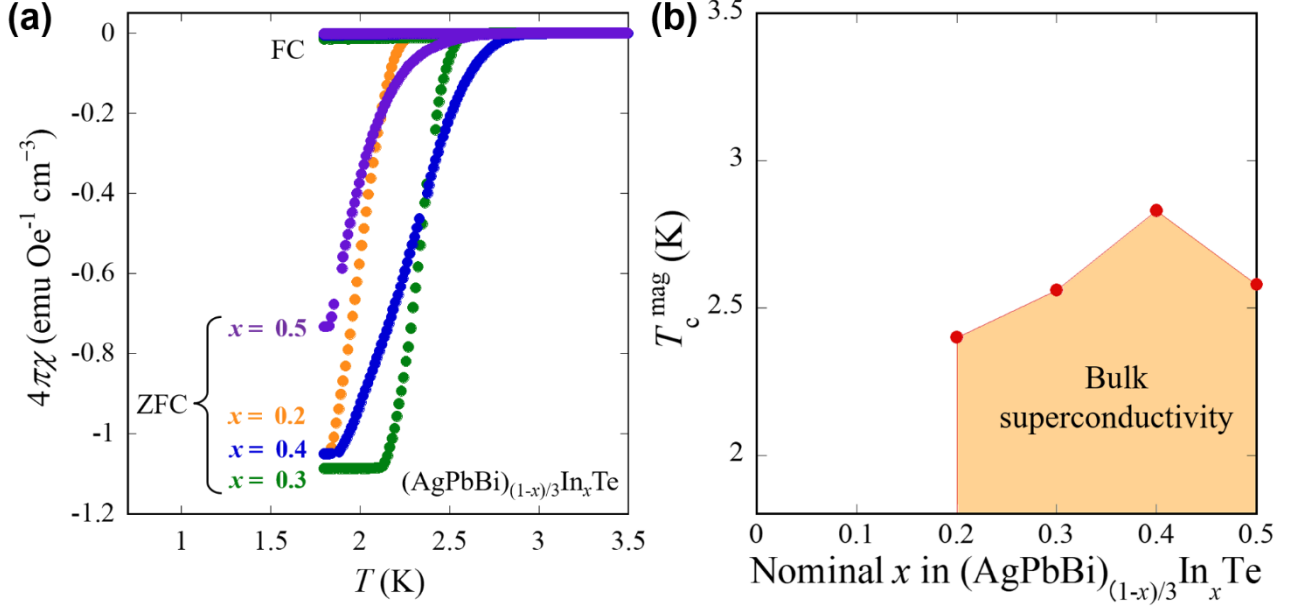 (a)
0
-0.2
-0.4
-0.6
-0.8
-1
-1.2
4πχ (emu Oe⁻¹ cm⁻³)
FC
ZFC
x = 0.5
x = 0.2
x = 0.4
x = 0.3
(AgPbBi)₍₁₋ₓ₎/₃InₓTe
1 1.5 2 2.5 3 3.5
T (K)
(b)
3.5
3
2.5
2
T_c^mag (K)
Bulk
superconductivity
0 0.1 0.2 0.3 0.4 0.5
Nominal x in (AgPbBi)₍₁₋ₓ₎/₃InₓTe